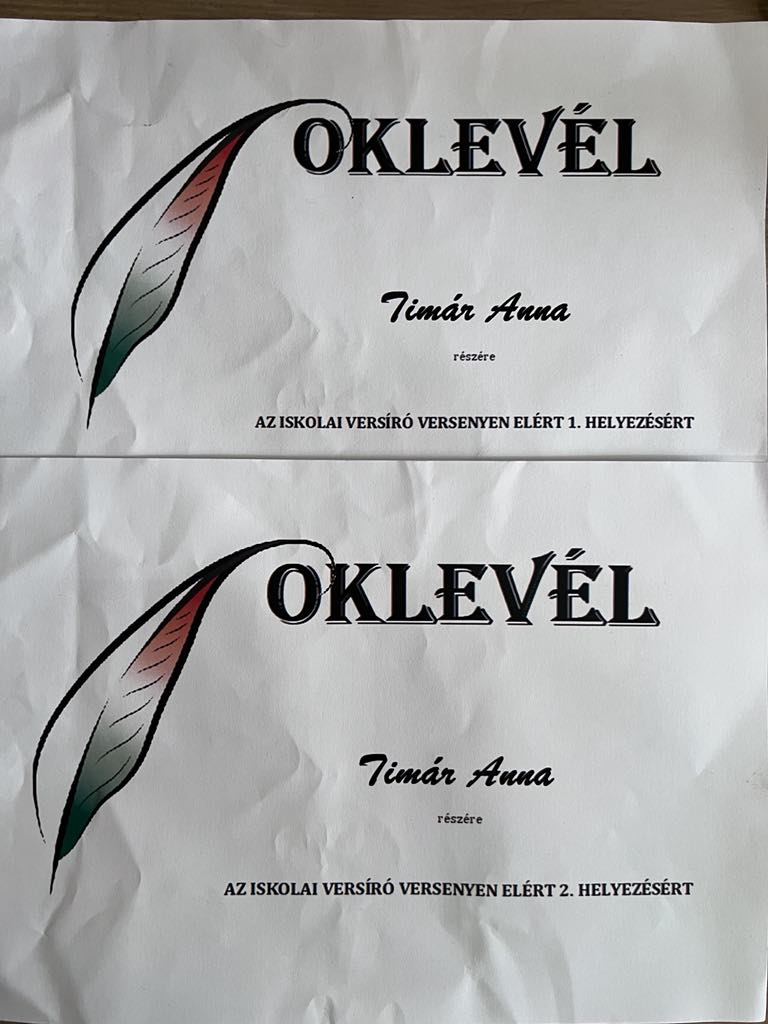 OKLEVÉL
Timár Anna
részére
AZ ISKOLAI VERSÍRÓ VERSENYEN ELÉRT 1. HELYEZÉSÉRT
OKLEVÉL
Timár Anna
részére
AZ ISKOLAI VERSÍRÓ VERSENYEN ELÉRT 2. HELYEZÉSÉRT